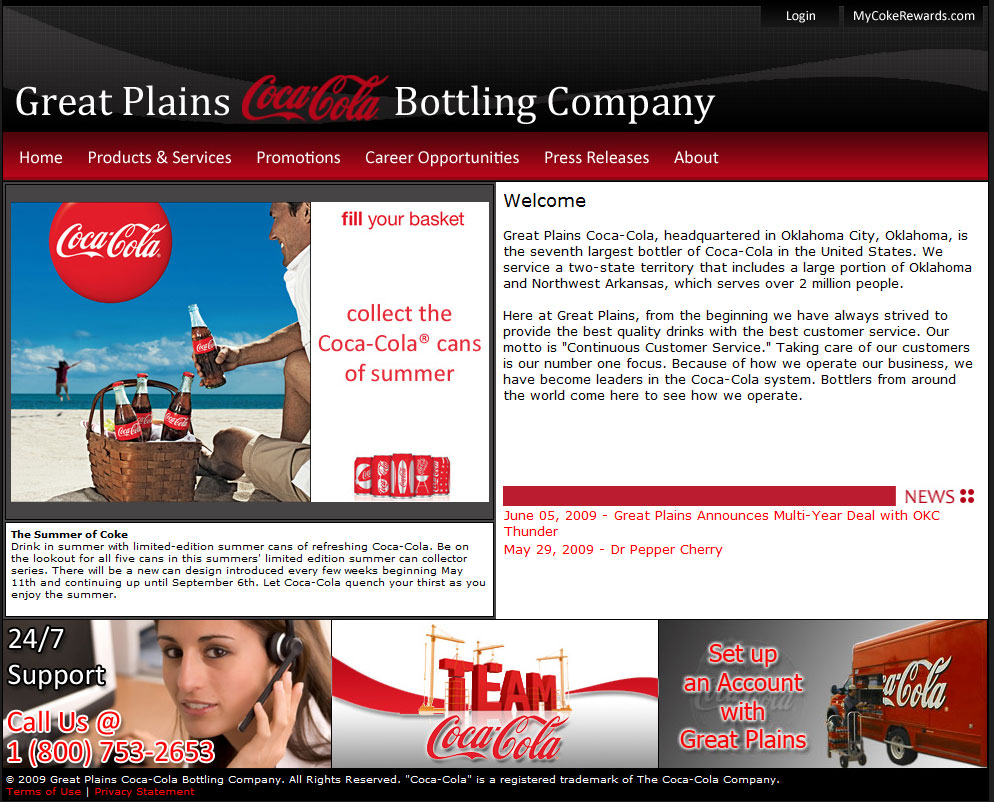 Login
MyCokeRewards.com
Great Plains Coca-Cola Bottling Company
Home
Products & Services
Promotions
Career Opportunities
Press Releases
About
Coca-Cola
Coca-Cola
Coca-Cola
Coca-Cola
Coca-Cola
fill your basket
collect the
Coca-Cola® cans
of summer
The Summer of Coke
Drink in summer with limited-edition summer cans of refreshing Coca-Cola. Be on
the lookout for all five cans in this summers' limited edition summer can collector
series. There will be a new can design introduced every few weeks beginning May
11th and continuing up until September 6th. Let Coca-Cola quench your thirst as you
enjoy the summer.
Welcome
Great Plains Coca-Cola, headquartered in Oklahoma City, Oklahoma, is
the seventh largest bottler of Coca-Cola in the United States. We
service a two-state territory that includes a large portion of Oklahoma
and Northwest Arkansas, which serves over 2 million people.
Here at Great Plains, from the beginning we have always strived to
provide the best quality drinks with the best customer service. Our
motto is "Continuous Customer Service." Taking care of our customers
is our number one focus. Because of how we operate our business, we
have become leaders in the Coca-Cola system. Bottlers from around
the world come here to see how we operate.
NEWS
June 05, 2009 - Great Plains Announces Multi-Year Deal with OKC
Thunder
May 29, 2009 - Dr Pepper Cherry
24/7
Support
Call Us @
1 (800) 753-2653
TEAM
Coca-Cola
Set up
an Account
with
Great Plains
Coca-Cola
© 2009 Great Plains Coca-Cola Bottling Company. All Rights Reserved. "Coca-Cola" is a registered trademark of The Coca-Cola Company.
Terms of Use | Privacy Statement